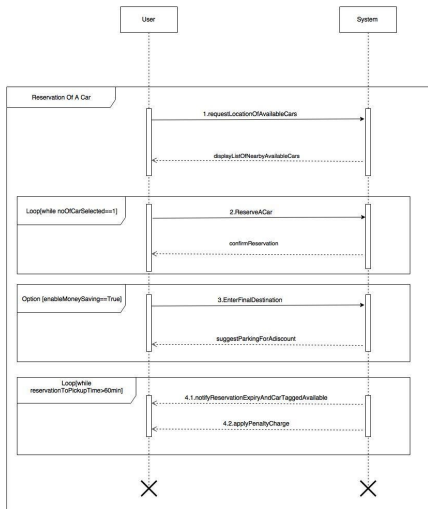 User
System
Reservation Of A Car
1.requestLocationOfAvailableCars
displayListOfNearbyAvailableCars
Loop[while noOfCarSelected==1]
2.ReserveACar
confirmReservation
Option [enableMoneySaving==True]
3.EnterFinalDestination
suggestParkingForAdiscount
Loop[while
reservationToPickupTime>60min]
4.1.notifyReservationExpiryAndCarTaggedAvailable
4.2.applyPenaltyCharge